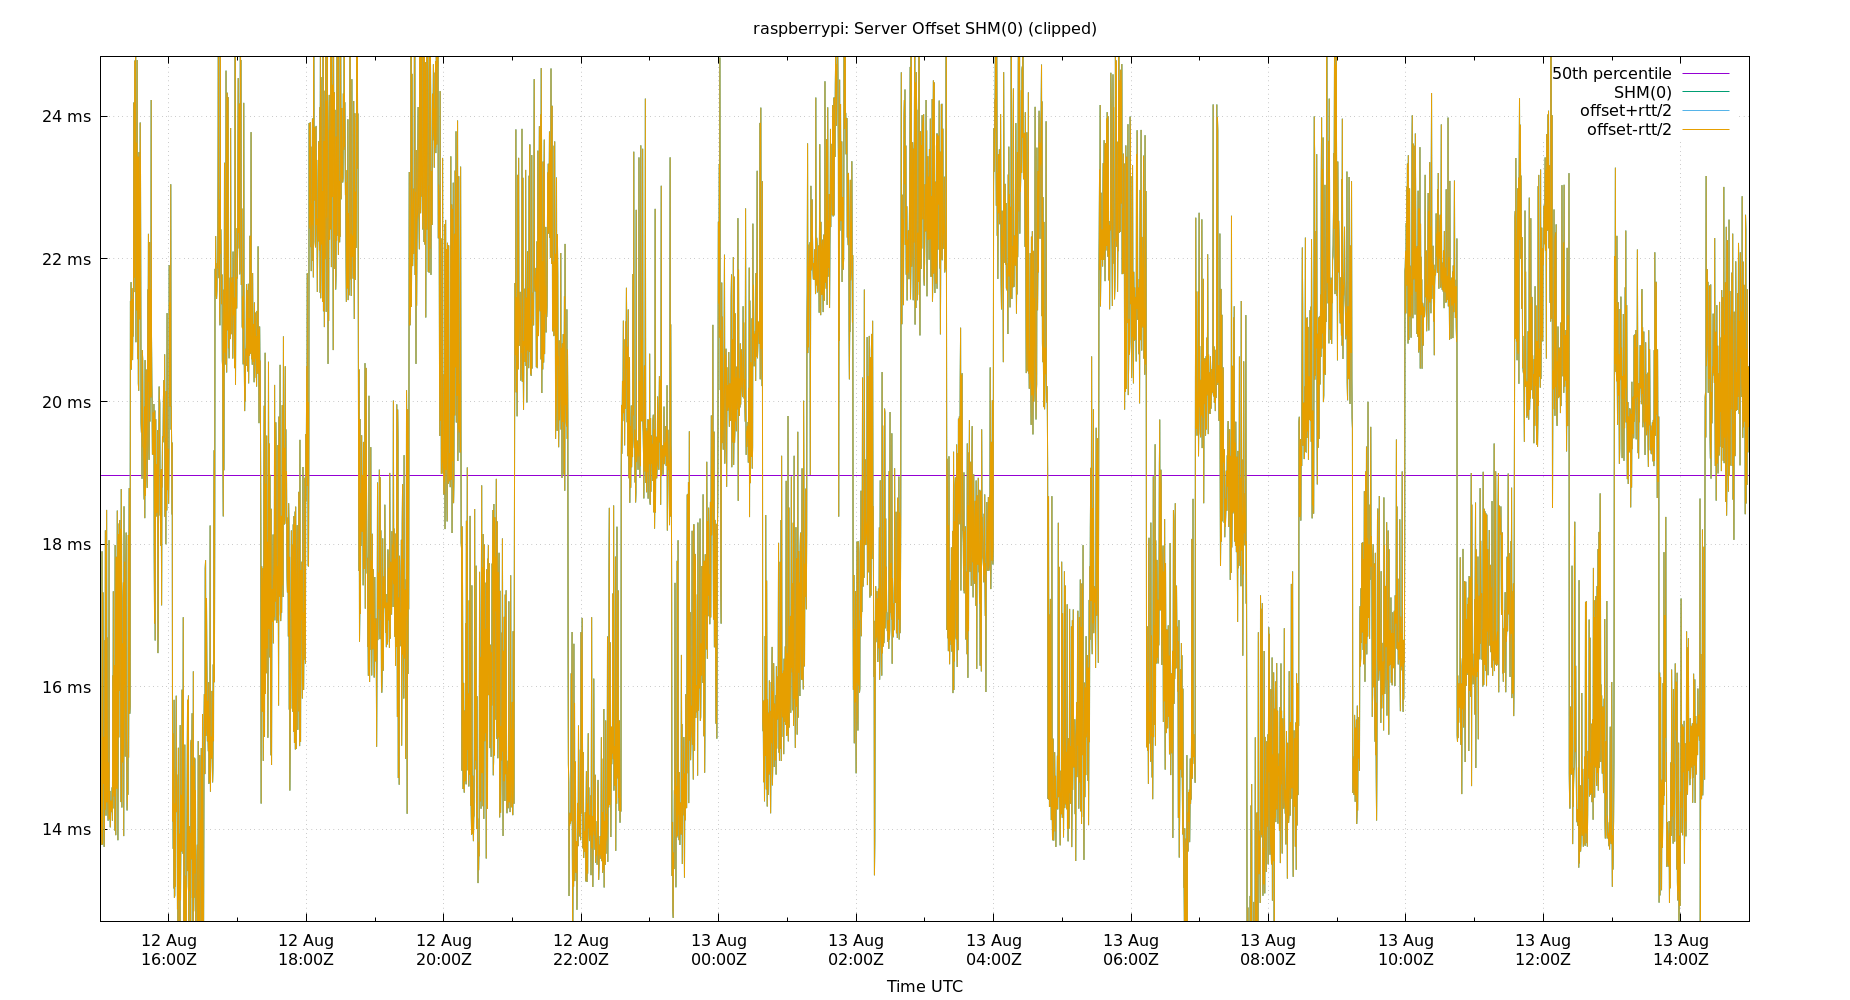 raspberrypi: Server Offset SHM(0) (clipped)
50th percentile
SHM(0)
offset+rtt/2
offset-rtt/2
24 ms
22 ms
20 ms
18 ms
16 ms
14 ms
12 Aug 12 Aug 12 Aug 12 Aug 13 Aug 13 Aug 13 Aug 13 Aug 13 Aug 13 Aug 13 Aug 13 Aug
16:00Z 18:00Z 20:00Z 22:00Z 00:00Z 02:00Z 04:00Z 06:00Z 08:00Z 10:00Z 12:00Z 14:00Z
Time UTC